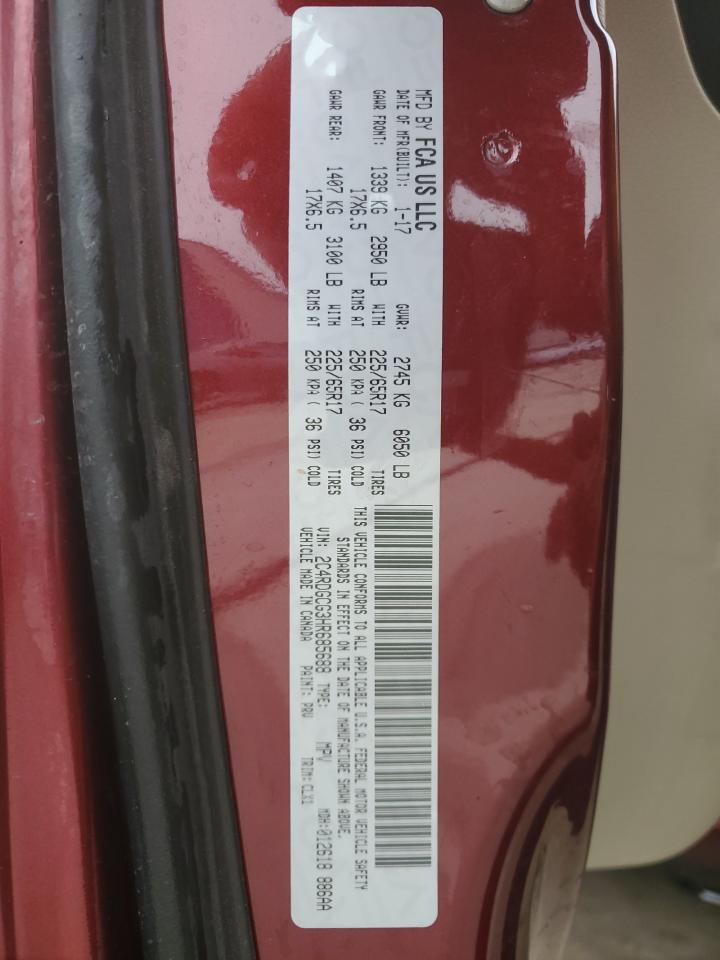 MFD BY FCA US LLC
DATE OF MFR(BUILT): 1-17 GVWR: 2745 KG 6050 LB
GAWR FRONT: 1339 KG 2950 LB WITH 225/65R17 TIRES
17X6.5 RIMS AT 250 KPA ( 36 PSI) COLD
GAWR REAR: 1407 KG 3100 LB WITH 225/65R17 TIRES
17X6.5 RIMS AT 250 KPA ( 36 PSI) COLD
THIS VEHICLE CONFORMS TO ALL APPLICABLE U.S.A. FEDERAL MOTOR VEHICLE SAFETY
STANDARDS IN EFFECT ON THE DATE OF MANUFACTURE SHOWN ABOVE.
VIN: 2C4RDGCG3HR685688 TYPE: MPV MDH:012618 886AA
VEHICLE MADE IN CANADA PAINT: PRV TRIM: CLX1